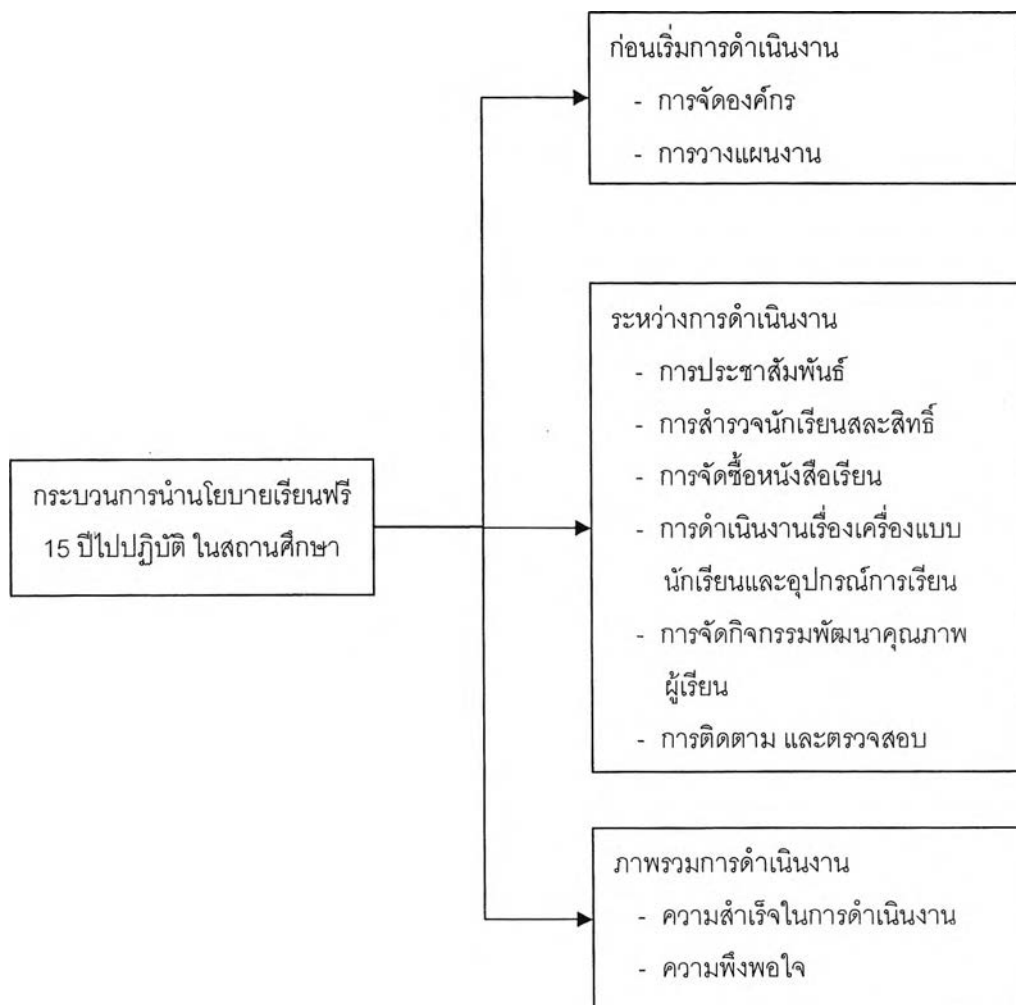 ก่อนเริ่มการดำเนินงาน
- การจัดองค์กร
- การวางแผนงาน
ระหว่างการดำเนินงาน
- การประชาสัมพันธ์
- การสำรวจนักเรียนสละสิทธิ์
- การจัดซื้อหนังสือเรียน
- การดำเนินงานเรื่องเครื่องแบบ
นักเรียนและอุปกรณ์การเรียน
- การจัดกิจกรรมพัฒนาคุณภาพ
ผู้เรียน
- การติดตาม และตรวจสอบ
กระบวนการนำนโยบายเรียนฟรี
15 ปีไปปฏิบัติ ในสถานศึกษา
ภาพรวมการดำเนินงาน
- ความสำเร็จในการดำเนินงาน
- ความพึงพอใจ